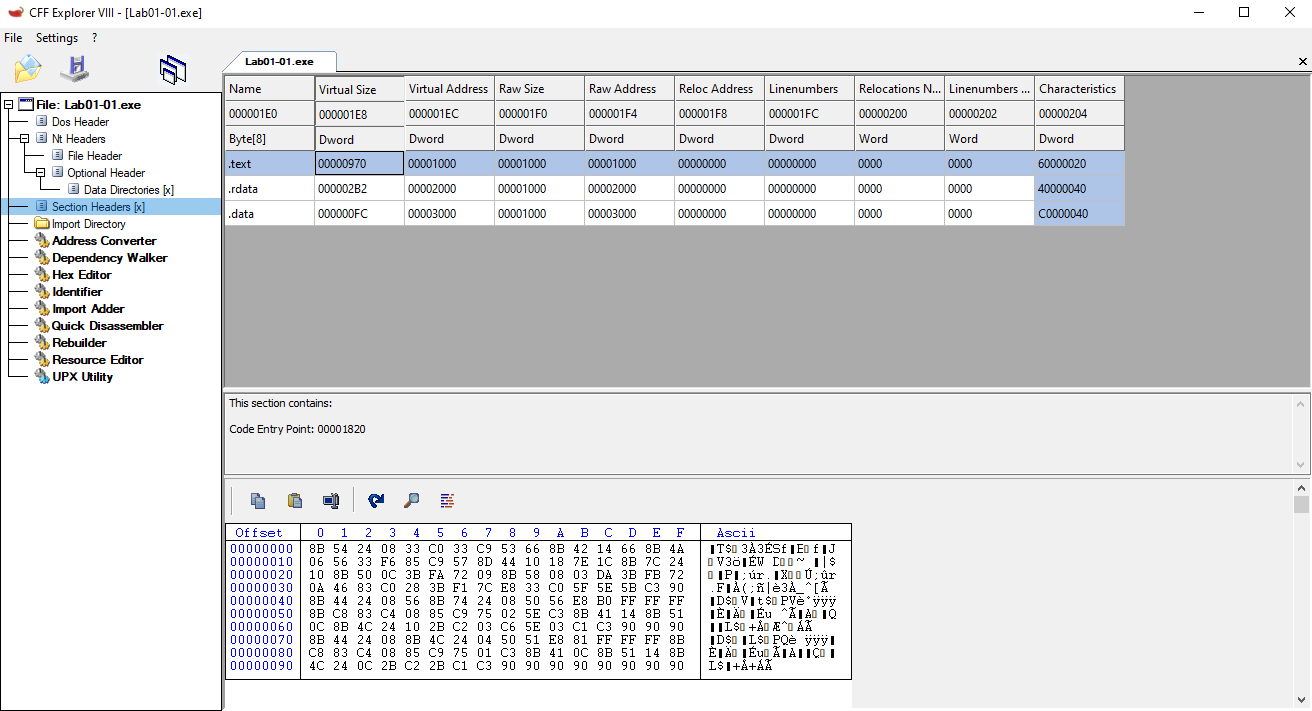 CFF Explorer VIII - [Lab01-01.exe]
File Settings ?
Lab01-01.exe
File: Lab01-01.exe
Dos Header
Nt Headers
File Header
Optional Header
Data Directories [x]
Section Headers [x]
Import Directory
Address Converter
Dependency Walker
Hex Editor
Identifier
Import Adder
Quick Disassembler
Rebuilder
Resource Editor
UPX Utility
Name Virtual Size Virtual Address Raw Size Raw Address Reloc Address Linenumbers Relocations N... Linenumbers ... Characteristics
000001E0 000001E8 000001EC 000001F0 000001F4 000001F8 000001FC 00000200 00000202 00000204
Byte[8] Dword Dword Dword Dword Dword Dword Word Word Dword
.text 00000970 00001000 00001000 00001000 00000000 00000000 0000 0000 60000020
.rdata 000002B2 00002000 00001000 00002000 00000000 00000000 0000 0000 40000040
.data 000000FC 00003000 00001000 00003000 00000000 00000000 0000 0000 C0000040
This section contains:
Code Entry Point: 00001820
Offset 0 1 2 3 4 5 6 7 8 9 A B C D E F Ascii
00000000 8B 54 24 08 33 C0 33 C9 53 66 8B 42 14 66 8B 4A
00000010 06 56 33 F6 85 C9 57 8D 44 10 18 7E 1C 8B 7C 24
00000020 10 8B 50 0C 3B FA 72 09 8B 58 08 03 DA 3B FB 72
00000030 0A 46 83 C0 28 3B F1 7C E8 33 C0 5F 5E 5B C3 90
00000040 8B 44 24 08 56 8B 74 24 08 50 56 E8 B0 FF FF FF
00000050 8B C8 83 C4 08 85 C9 75 02 5E C3 8B 41 14 8B 51
00000060 0C 8B 4C 24 10 2B C2 03 C6 5E 03 C1 C3 90 90 90
00000070 8B 44 24 08 8B 4C 24 04 50 51 E8 81 FF FF FF 8B
00000080 C8 83 C4 08 85 C9 75 01 C3 8B 41 0C 8B 51 14 8B
00000090 4C 24 0C 2B C2 2B C1 C3 90 90 90 90 90 90 90 90